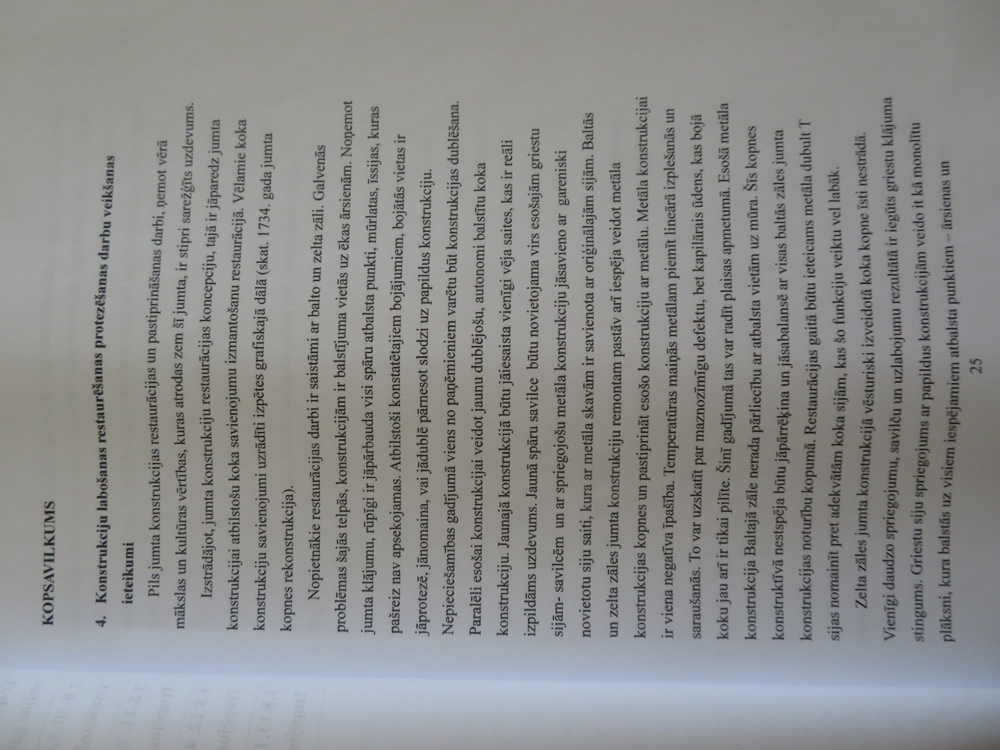 KOPSAVILKUMS
4. Konstrukciju labošanas restaurēšanas protezēšanas darbu veikšanas
ieteikumi
Pils jumta konstrukcijas restaurācijas un pastiprināšanas darbi, ņemot vērā
mākslas un kultūras vērtības, kuras atrodas zem šī jumta, ir stipri sarežģīts uzdevums.
Izstrādājot, jumta konstrukciju restaurācijas koncepciju, tajā ir jāparedz jumta
konstrukcijai atbilstošu koka savienojumu izmantošanu restaurācijā. Vēlamie koka
konstrukciju savienojumi uzrādīti izpētes grafiskajā dālā (skat. 1734. gada jumta
kopnes rekonstrukcija).
Nopietnākie restaurācijas darbi ir saistāmi ar balto un zelta zāli. Galvenās
problēmas šajās telpās, konstrukcijām ir balstījuma vietās uz ēkas ārsienām. Noņemot
jumta klājumu, rūpīgi ir jāpārbauda visi spāru atbalsta punkti, mūrlatas, īssijas, kuras
pašreiz nav apsekojamas. Atbilstoši konstatētajiem bojājumiem, bojātās vietas ir
jāprotezē, jānomaina, vai jādublē pārnesot slodzi uz papildus konstrukciju.
Nepieciešamības gadījumā viens no paņēmieniem varētu būt konstrukcijas dublēšana.
Paralēli esošai konstrukcijai veidot jaunu dublējošu, autonomi balstītu koka
konstrukciju. Jaunajā konstrukcijā būtu jāiesaista vienīgi vēja saites, kas ir reāli
izpildāms uzdevums. Jaunā spāru savilce būtu novietojama virs esošajām griestu
sijām- savilcēm un ar spriegojošu metāla konstrukciju jāsavieno ar gareniski
novietotu siju saiti, kura ar metāla skavām ir savienota ar oriģinālajām sijām. Baltās
un zelta zāles jumta konstrukciju remontam pastāv arī iespēja veidot metāla
konstrukcijas kopnes un pastiprināt esošo konstrukciju ar metālu. Metāla konstrukcijai
ir viena negatīva īpašība. Temperatūras maiņās metālam piemīt lineārā izplešanās un
saraušanās. To var uzskatīt par maznozīmīgu defektu, bet kapilārais ūdens, kas bojā
koku jau arī ir tikai pilīte. Šinī gadījumā tas var radīt plaisas apmetumā. Esošā metāla
konstrukcija Baltajā zāle nerada pārliecību ar atbalsta vietām uz mūra. Šīs kopnes
konstruktīvā nestspēja būtu jāpārrēķina un jāsabalansē ar visas baltās zāles jumta
konstrukcijas noturību kopumā. Restaurācijas gaitā būtu ieteicams metāla dubult T
sijas nomainīt pret adekvātām koka sijām, kas šo funkciju veiktu vel labāk.
Zelta zāles jumta konstrukcijā vēsturiski izveidotā koka kopne īsti nestrādā.
Vienīgi daudzo spriegojumu, savilču un uzlabojumu rezultātā ir iegūts griestu klājuma
stingums. Griestu siju spriegojums ar papildus konstrukcijām veido it kā monolītu
plāksni, kura balstās uz visiem iespējamiem atbalsta punktiem – ārsienas un
25